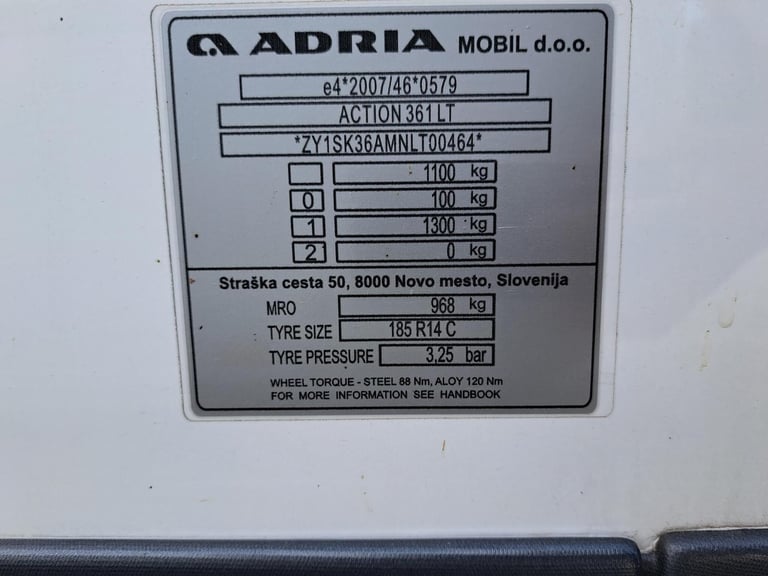 ADRIA MOBIL d.o.o.
e4*2007/46*0579
ACTION 361 LT
*ZY1SK36AMNLT00464*
1100 kg
0 100 kg
1 1300 kg
2 0 kg
Straška cesta 50, 8000 Novo mesto, Slovenija
MRO 968 kg
TYRE SIZE 185 R14 C
TYRE PRESSURE 3,25 bar
WHEEL TORQUE - STEEL 88 Nm, ALOY 120 Nm
FOR MORE INFORMATION SEE HANDBOOK